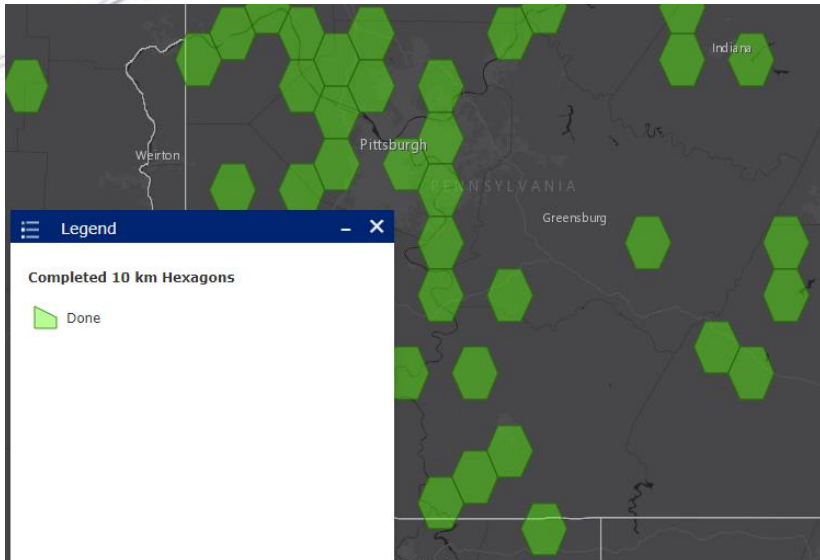 Indiana
Pittsburgh
Weirton
PENNSYLVANIA
Greensburg
Legend
Completed 10 km Hexagons
Done